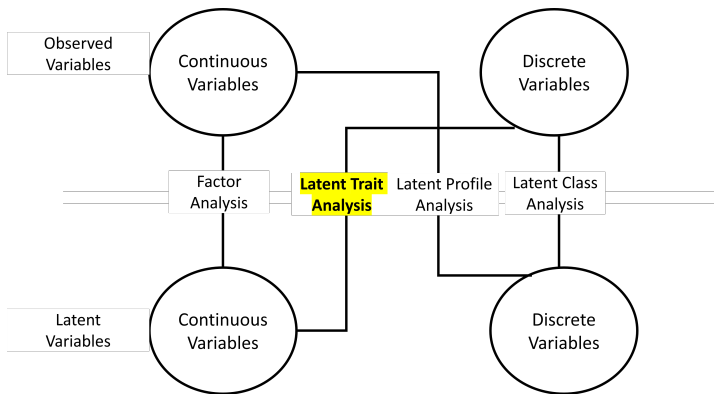 Observed
Variables
Continuous
Variables
Discrete
Variables
Factor
Analysis
Latent Trait
Analysis
Latent Profile
Analysis
Latent Class
Analysis
Latent
Variables
Continuous
Variables
Discrete
Variables